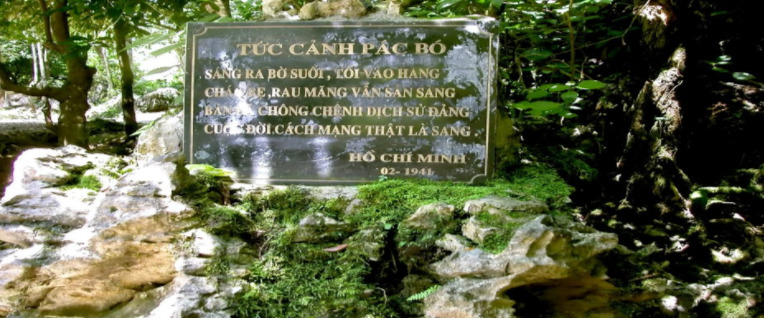 TỨC CẢNH PÁC BÓ
SÁNG RA BỜ SUỐI, TỐI VÀO HANG
CHÁO BẸ, RAU MĂNG VẪN SẴN SÀNG
BÀN ĐÁ CHÔNG CHÊNH DỊCH SỬ ĐẢNG
CUỘC ĐỜI CÁCH MẠNG THẬT LÀ SANG.
HỒ CHÍ MINH
02-1941